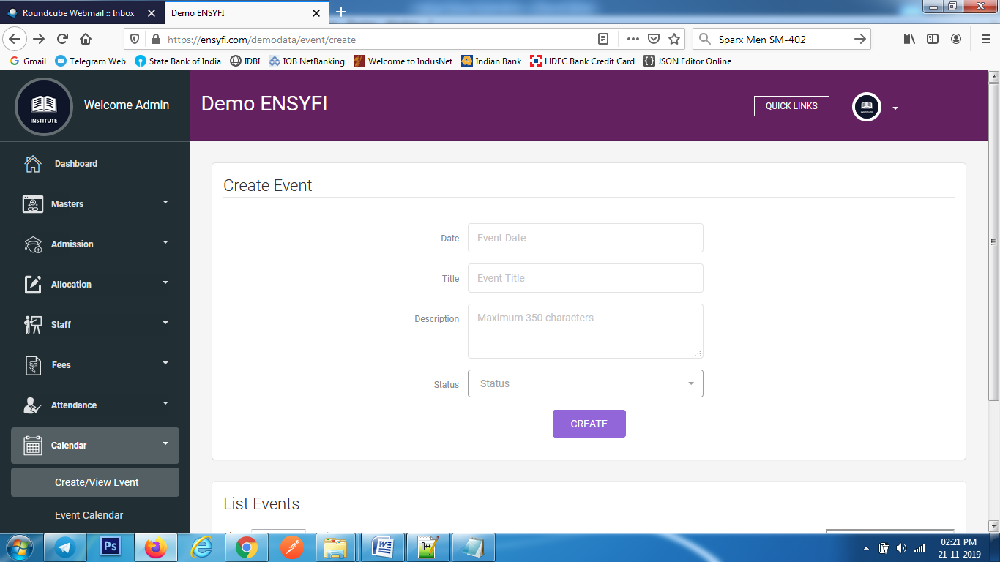 Roundcube Webmail :: Inbox
Demo ENSYFI
https://ensyfi.com/demodata/event/create
Sparx Men SM-402
Gmail
Telegram Web
State Bank of India
IDBI
IOB NetBanking
Welcome to IndusNet
Indian Bank
HDFC Bank Credit Card
JSON Editor Online
INSTITUTE
Welcome Admin
Demo ENSYFI
QUICK LINKS
Dashboard
Masters
Admission
Allocation
Staff
Fees
Attendance
Calendar
Create/View Event
Event Calendar
Create Event
Date
Event Date
Title
Event Title
Description
Maximum 350 characters
Status
Status
CREATE
List Events
Ps
W
N++
02:21 PM
21-11-2019